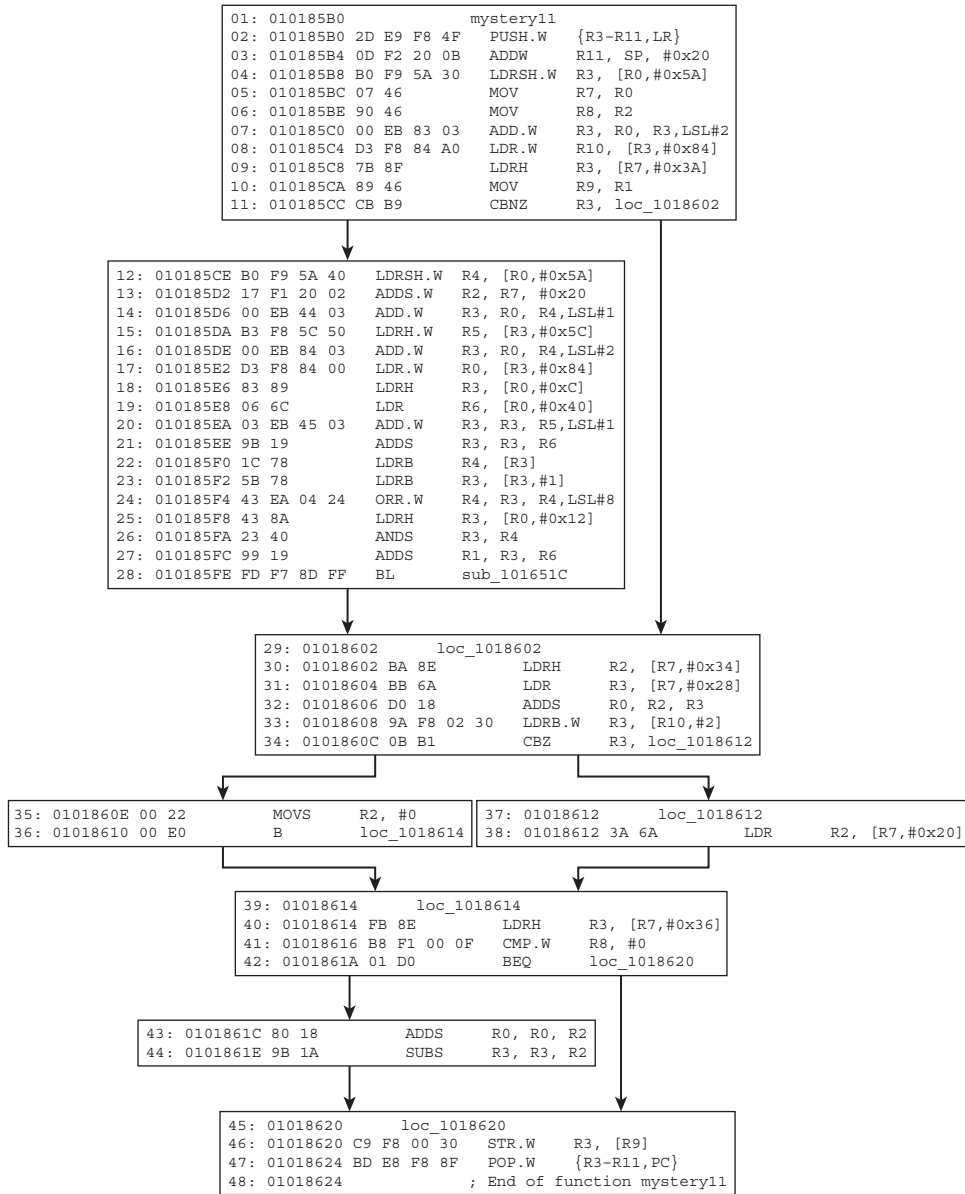 01: 010185B0 mystery11
02: 010185B0 2D E9 F8 4F PUSH.W {R3-R11,LR}
03: 010185B4 0D F2 20 0B ADDW R11, SP, #0x20
04: 010185B8 B0 F9 5A 30 LDRSH.W R3, [R0,#0x5A]
05: 010185BC 07 46 MOV R7, R0
06: 010185BE 90 46 MOV R8, R2
07: 010185C0 00 EB 83 03 ADD.W R3, R0, R3,LSL#2
08: 010185C4 D3 F8 84 A0 LDR.W R10, [R3,#0x84]
09: 010185C8 7B 8F LDRH R3, [R7,#0x3A]
10: 010185CA 89 46 MOV R9, R1
11: 010185CC CB B9 CBNZ R3, loc_1018602
12: 010185CE B0 F9 5A 40 LDRSH.W R4, [R0,#0x5A]
13: 010185D2 17 F1 20 02 ADDS.W R2, R7, #0x20
14: 010185D6 00 EB 44 03 ADD.W R3, R0, R4,LSL#1
15: 010185DA B3 F8 5C 50 LDRH.W R5, [R3,#0x5C]
16: 010185DE 00 EB 84 03 ADD.W R3, R0, R4,LSL#2
17: 010185E2 D3 F8 84 00 LDR.W R0, [R3,#0x84]
18: 010185E6 83 89 LDRH R3, [R0,#0xC]
19: 010185E8 06 6C LDR R6, [R0,#0x40]
20: 010185EA 03 EB 45 03 ADD.W R3, R3, R5,LSL#1
21: 010185EE 9B 19 ADDS R3, R3, R6
22: 010185F0 1C 78 LDRB R4, [R3]
23: 010185F2 5B 78 LDRB R3, [R3,#1]
24: 010185F4 43 EA 04 24 ORR.W R4, R3, R4,LSL#8
25: 010185F8 43 8A LDRH R3, [R0,#0x12]
26: 010185FA 23 40 ANDS R3, R4
27: 010185FC 99 19 ADDS R1, R3, R6
28: 010185FE FD F7 8D FF BL sub_101651C
29: 01018602 loc_1018602
30: 01018602 BA 8E LDRH R2, [R7,#0x34]
31: 01018604 BB 6A LDR R3, [R7,#0x28]
32: 01018606 D0 18 ADDS R0, R2, R3
33: 01018608 9A F8 02 30 LDRB.W R3, [R10,#2]
34: 0101860C 0B B1 CBZ R3, loc_1018612
35: 0101860E 00 22 MOVS R2, #0
36: 01018610 00 E0 B loc_1018614
37: 01018612 loc_1018612
38: 01018612 3A 6A LDR R2, [R7,#0x20]
39: 01018614 loc_1018614
40: 01018614 FB 8E LDRH R3, [R7,#0x36]
41: 01018616 B8 F1 00 0F CMP.W R8, #0
42: 0101861A 01 D0 BEQ loc_1018620
43: 0101861C 80 18 ADDS R0, R0, R2
44: 0101861E 9B 1A SUBS R3, R3, R2
45: 01018620 loc_1018620
46: 01018620 C9 F8 00 30 STR.W R3, [R9]
47: 01018624 BD E8 F8 8F POP.W {R3-R11,PC}
48: 01018624 ; End of function mystery11